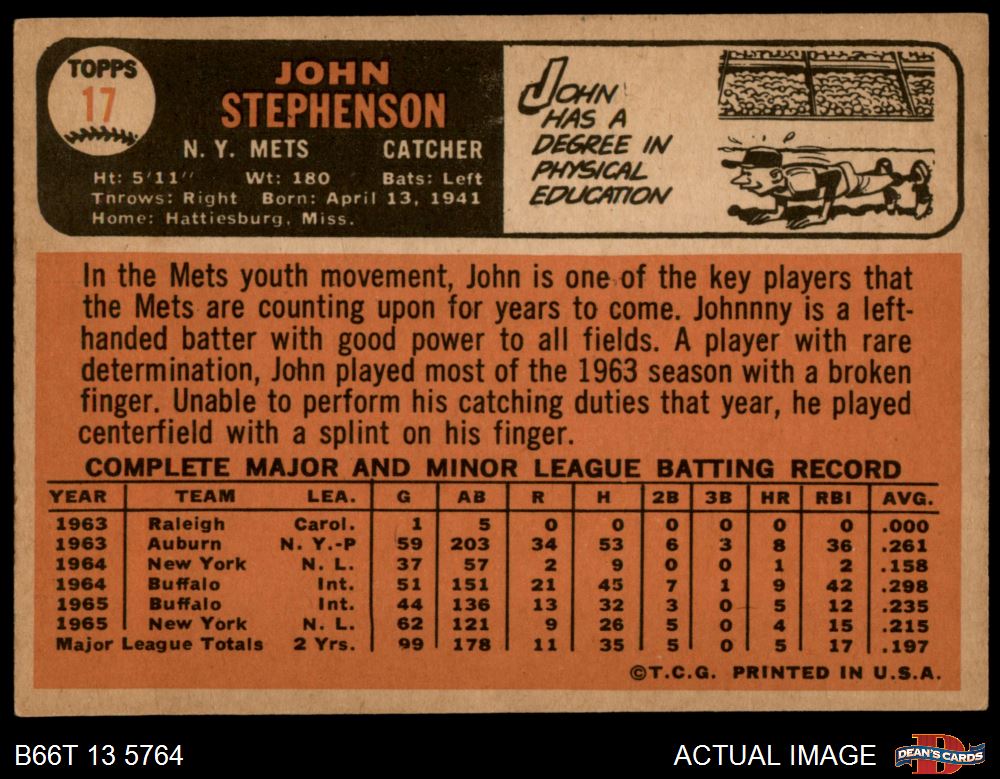 TOPPS
17
JOHN
STEPHENSON
N. Y. METS CATCHER
Ht: 5'11" Wt: 180 Bats: Left
Throws: Right Born: April 13, 1941
Home: Hattiesburg, Miss.
JOHN
HAS A
DEGREE IN
PHYSICAL
EDUCATION
In the Mets youth movement, John is one of the key players that
the Mets are counting upon for years to come. Johnnny is a left-
handed batter with good power to all fields. A player with rare
determination, John played most of the 1963 season with a broken
finger. Unable to perform his catching duties that year, he played
centerfield with a splint on his finger.
COMPLETE MAJOR AND MINOR LEAGUE BATTING RECORD
YEAR TEAM LEA. G AB R H 2B 3B HR RBI AVG.
1963 Raleigh Carol. 1 5 0 0 0 0 0 0 .000
1963 Auburn N. Y.-P 59 203 34 53 6 3 8 36 .261
1964 New York N. L. 37 57 2 9 0 0 1 2 .158
1964 Buffalo Int. 51 151 21 45 7 1 9 42 .298
1965 Buffalo Int. 44 136 13 32 3 0 5 12 .235
1965 New York N. L. 62 121 9 26 5 0 4 15 .215
Major League Totals 2 Yrs. 99 178 11 35 5 0 5 17 .197
©T.C.G. PRINTED IN U.S.A.
B66T 13 5764
ACTUAL IMAGE
DEAN'S CARDS